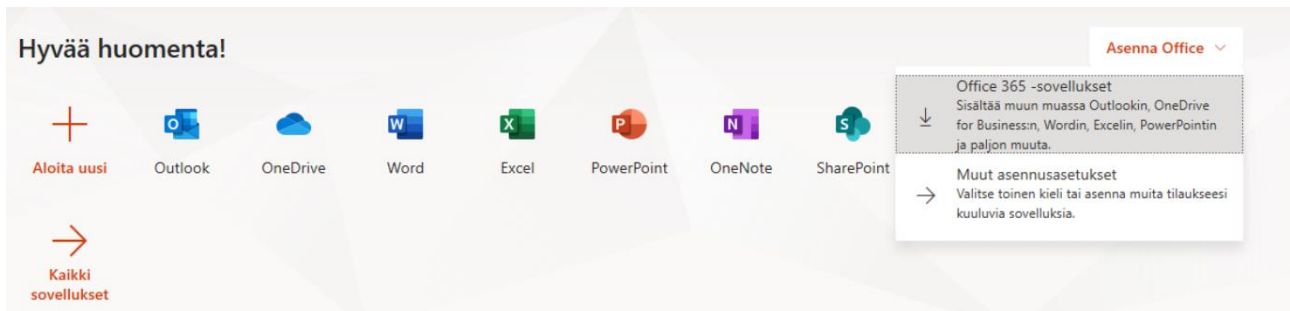 Hyvää huomenta!
Asenna Office
Office 365 -sovellukset
Sisältää muun muassa Outlookin, OneDrive
for Business:n, Wordin, Excelin, PowerPointin
ja paljon muuta.
Muut asennusasetukset
Valitse toinen kieli tai asenna muita tilaukseesi
kuuluvia sovelluksia.
Aloita uusi
Outlook
OneDrive
Word
Excel
PowerPoint
OneNote
SharePoint
Kaikki
sovellukset